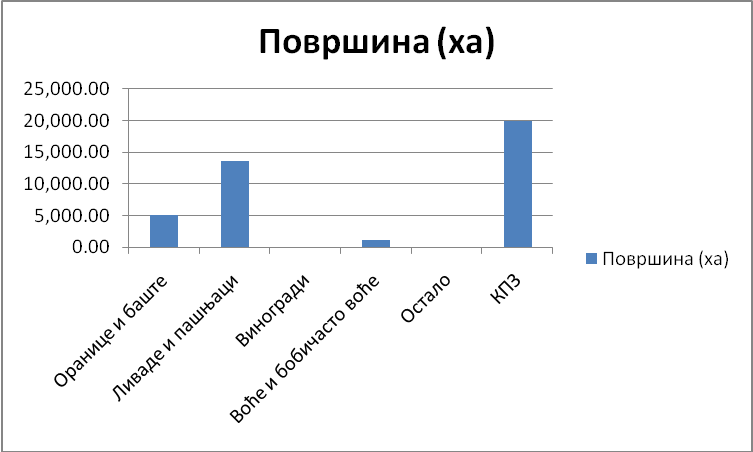 Површина (ха)
25,000.00
20,000.00
15,000.00
10,000.00
5,000.00
0.00
Оранице и баште
Ливаде и пашњаци
Виногради
Воће и бобичасто воће
Остало
КПЗ
Површина (ха)